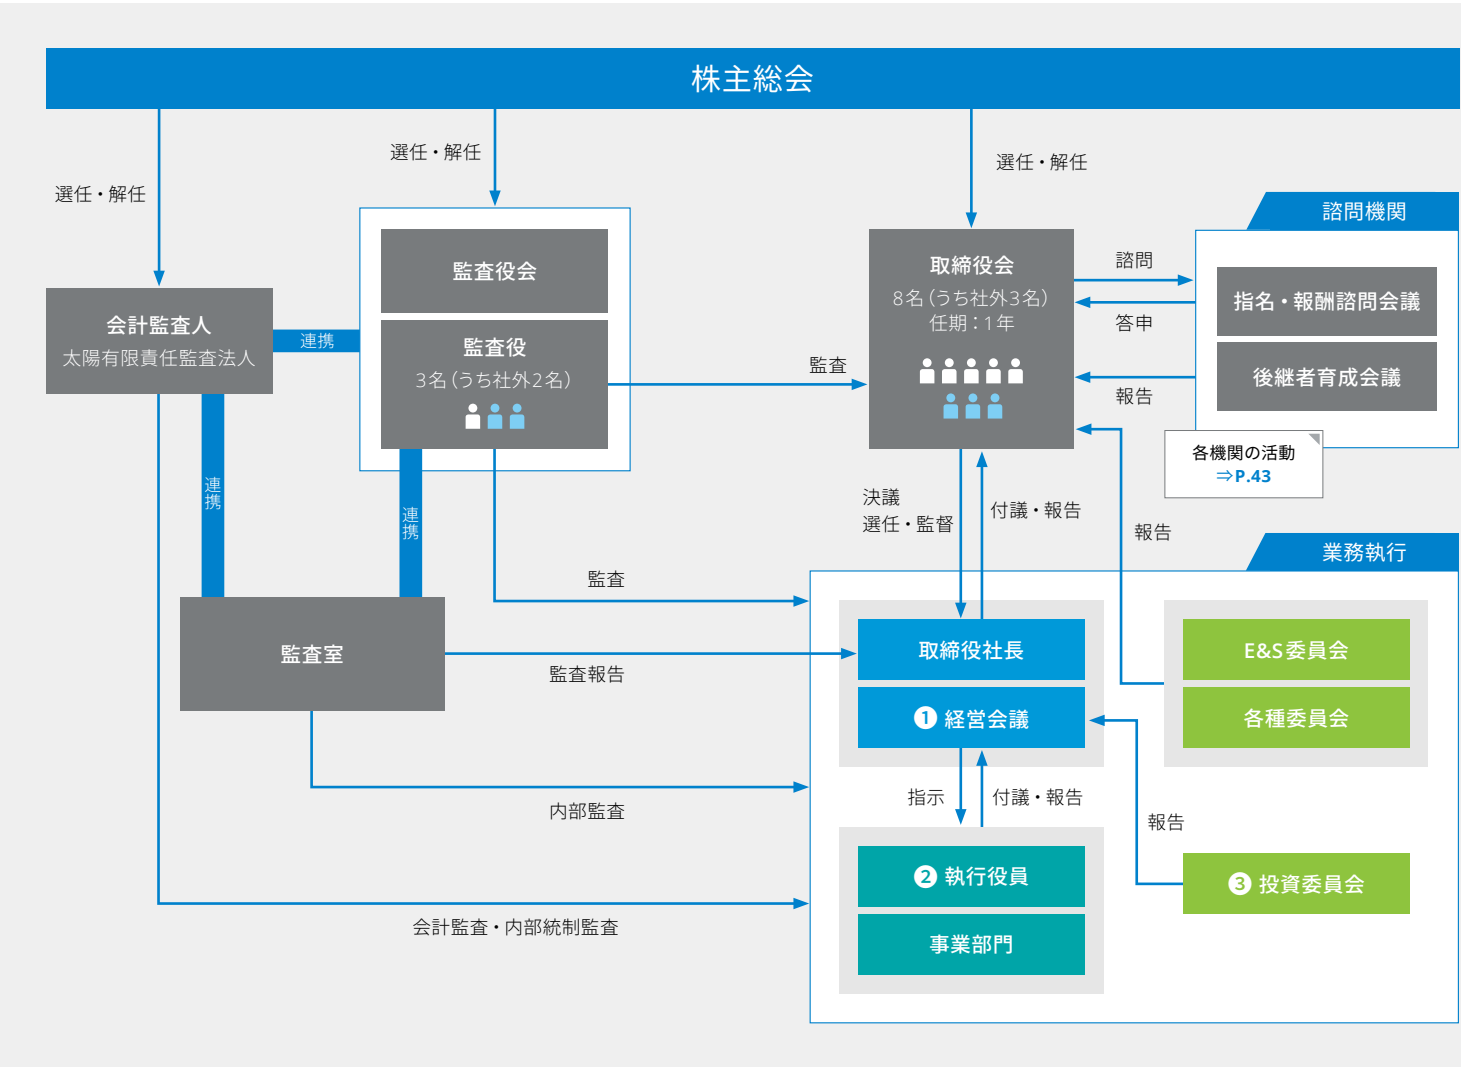 株主総会
選任・解任
選任・解任
選任・解任
諮問機関
監査役会
監査役
3名(うち社外2名)
取締役会
8名(うち社外3名)
任期:1年
諮問
答申
報告
指名・報酬諮問会議
後継者育成会議
会計監査人
太陽有限責任監査法人
連携
監査
各機関の活動
⇒P.43
連携
連携
決議
選任・監督
付議・報告
報告
業務執行
監査
監査室
監査報告
取締役社長
1 経営会議
E&S委員会
各種委員会
内部監査
指示
付議・報告
報告
2 執行役員
事業部門
3 投資委員会
会計監査・内部統制監査